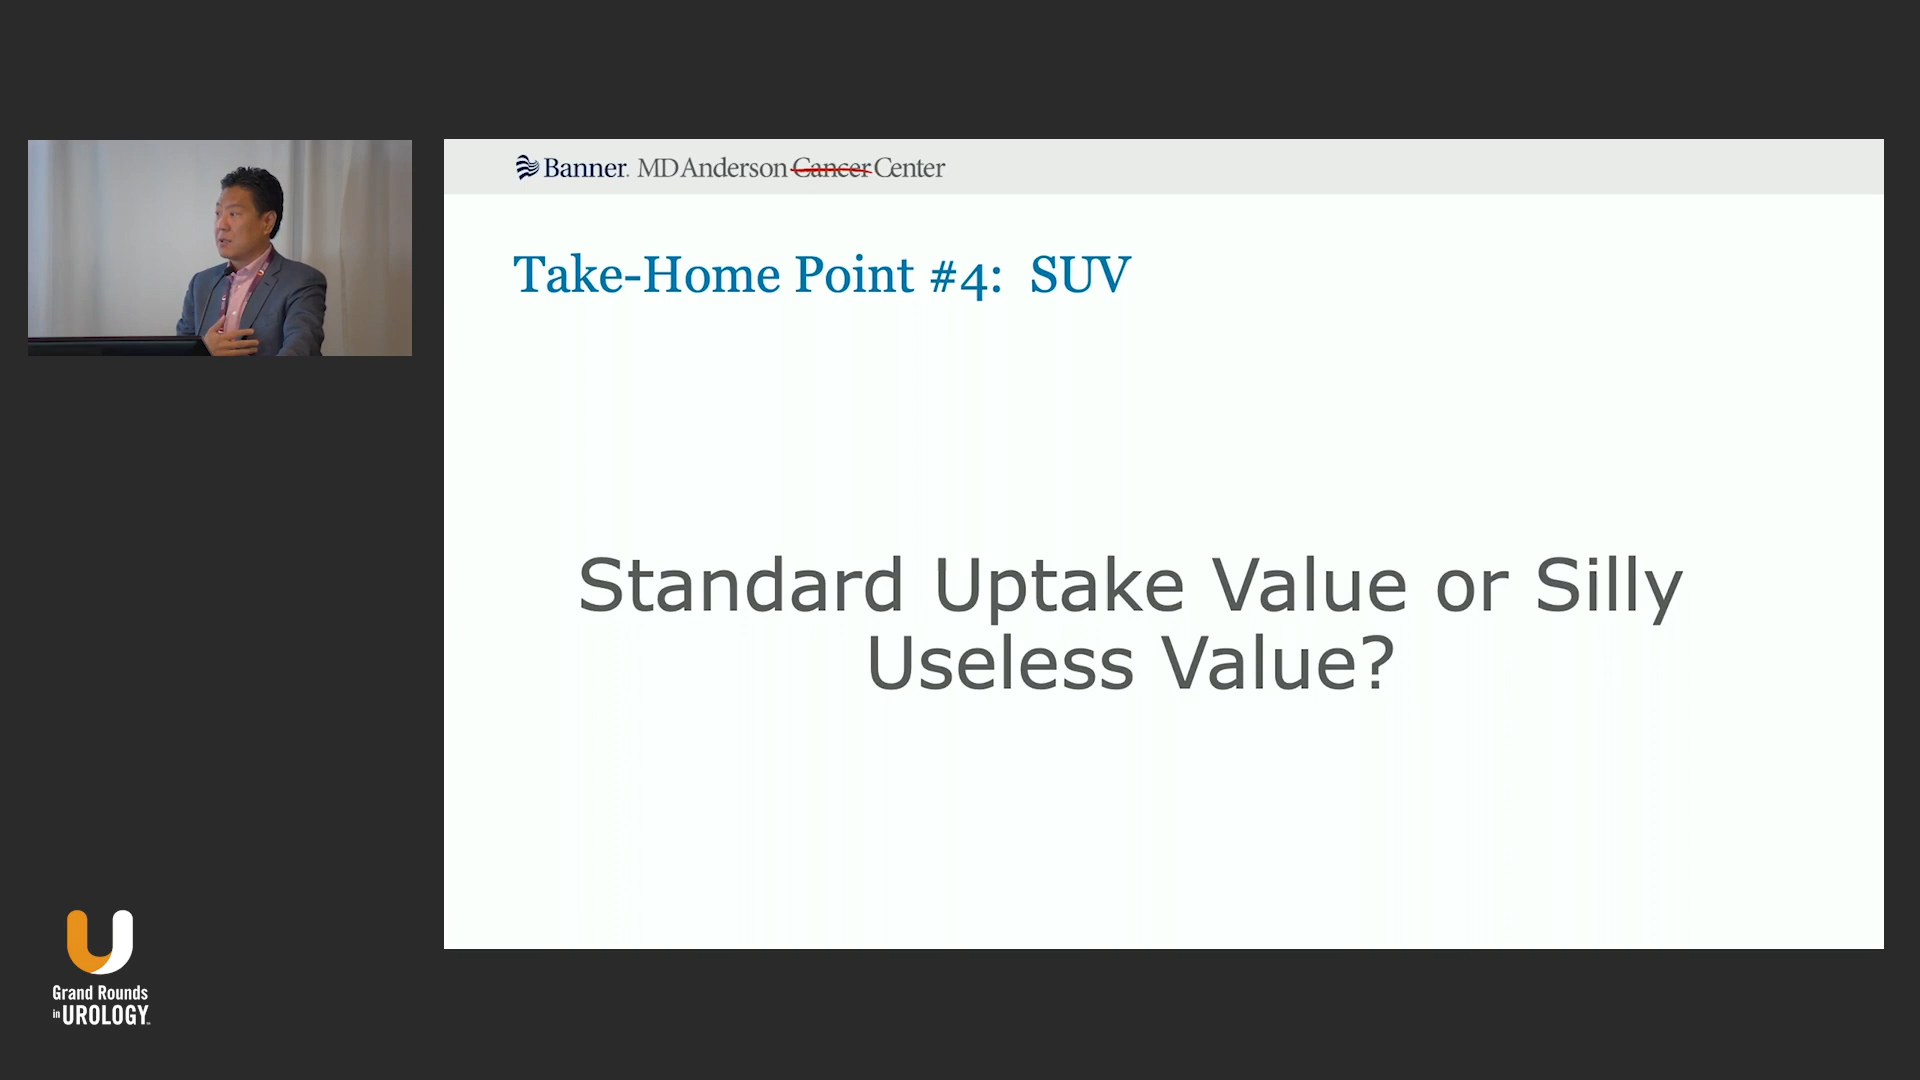 Banner. MD Anderson Cancer Center
Take-Home Point #4: SUV
Standard Uptake Value or Silly
Useless Value?
U
Grand Rounds
in UROLOGY